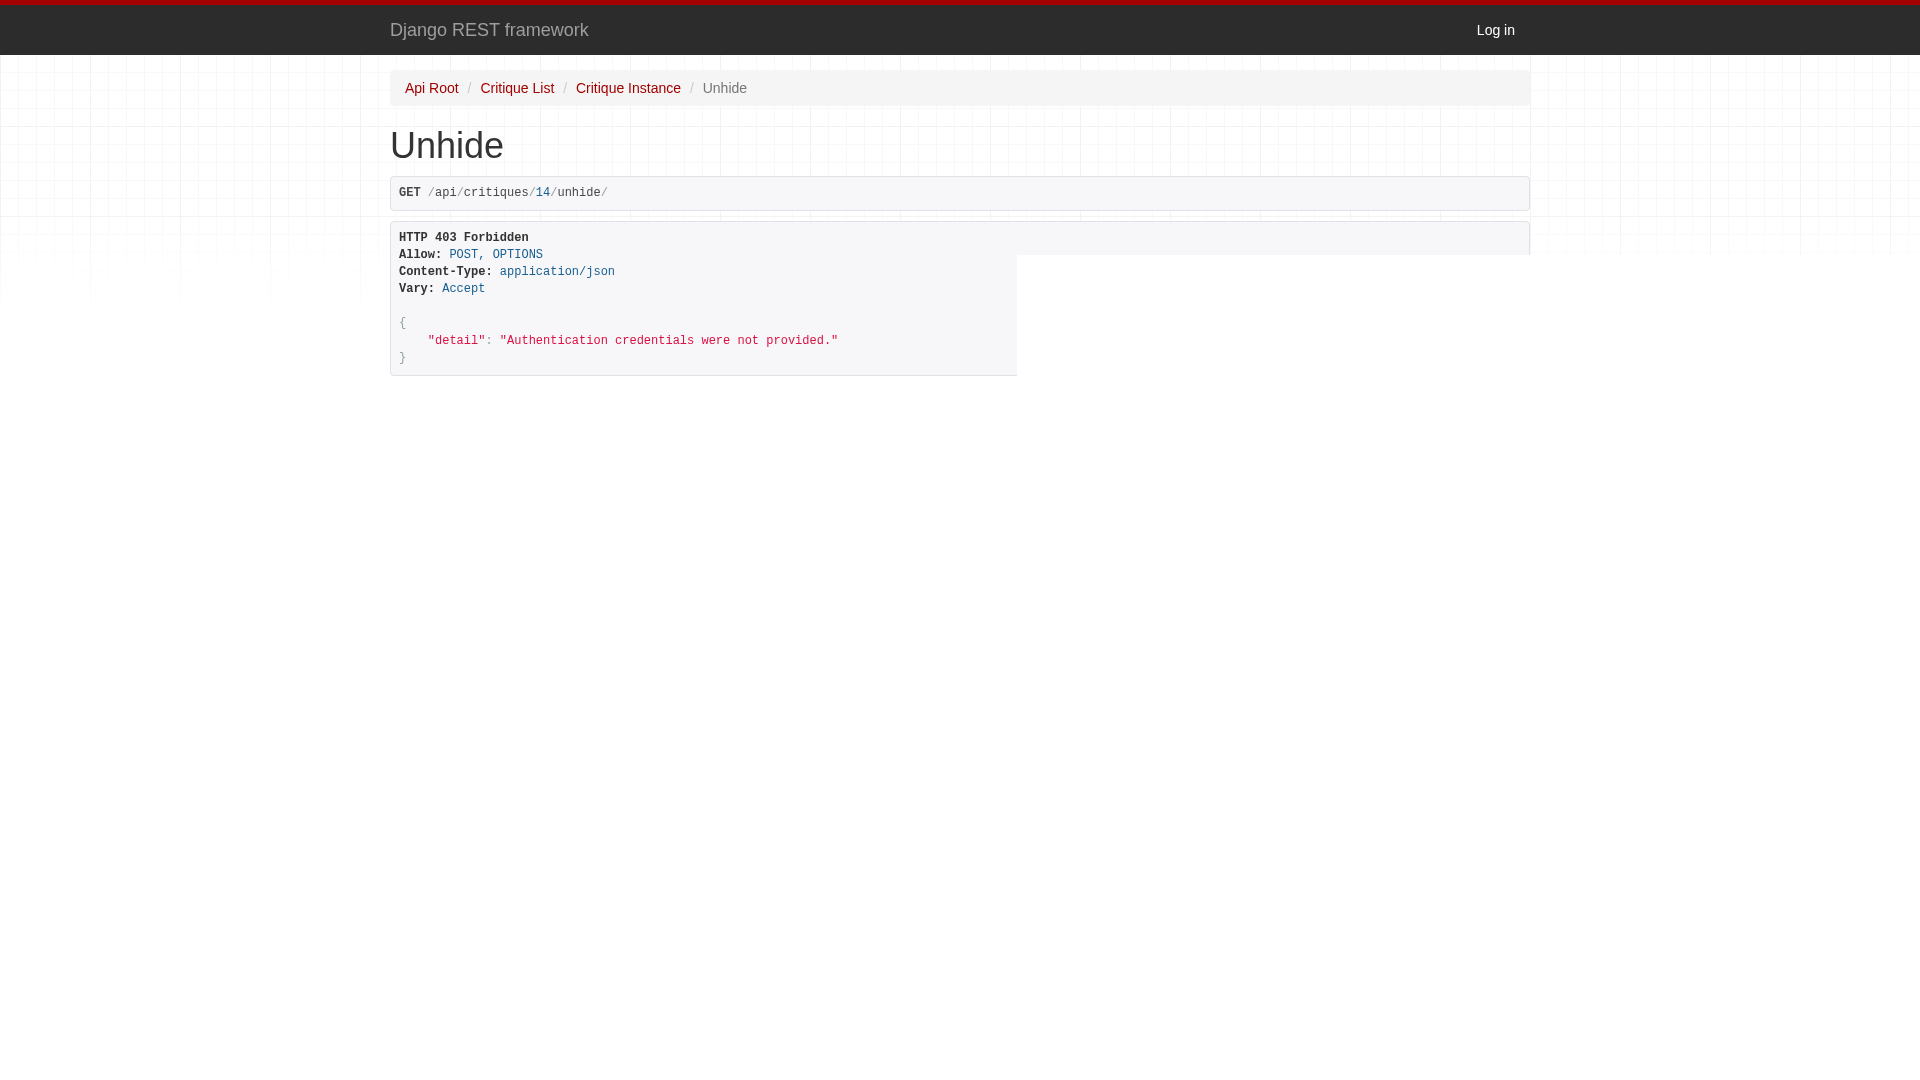 Django REST framework
Log in
Api Root / Critique List / Critique Instance / Unhide
Unhide
GET /api/critiques/14/unhide/
HTTP 403 Forbidden
Allow: POST, OPTIONS
Content-Type: application/json
Vary: Accept
{
    "detail": "Authentication credentials were not provided."
}